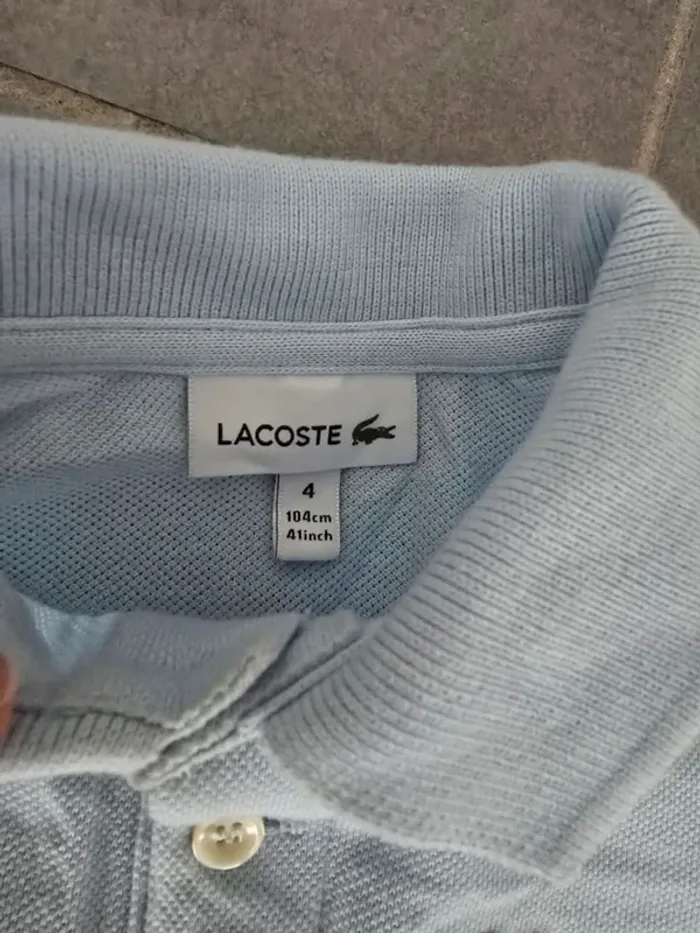 LACOSTE
4
104cm
41inch